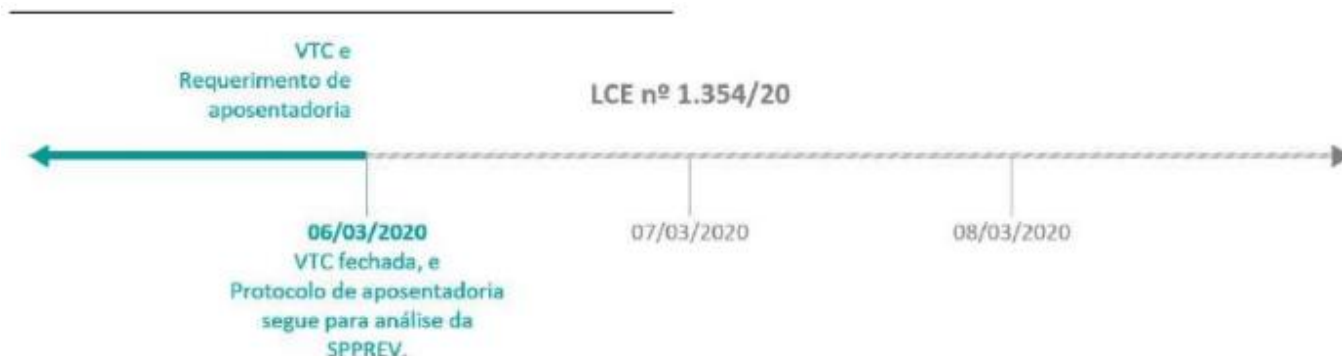 VTC e
Requerimento de
aposentadoria
LCE nº 1.354/20
06/03/2020
VTC fechada, e
Protocolo de aposentadoria
segue para análise da
SPPREV.
07/03/2020
08/03/2020